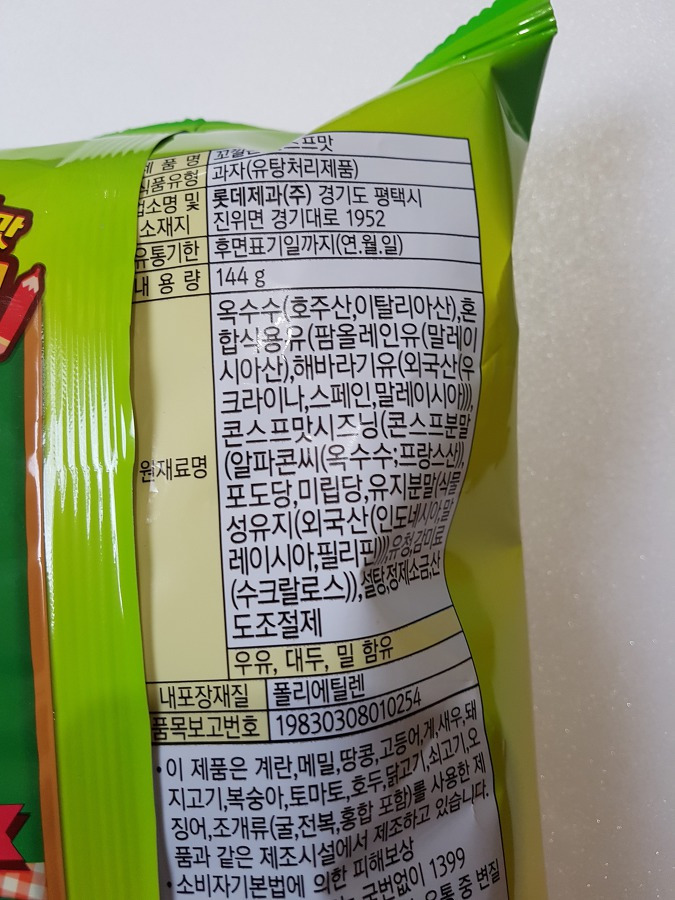 맛
스프맛
제 품 명
식품유형
과자(유탕처리제품)
업소명 및
소재지
롯데제과(주) 경기도 평택시
진위면 경기대로 1952
유통기한
후면표기일까지(연.월.일)
내 용 량
144 g
원재료명
옥수수(호주산,이탈리아산),혼
합식용유(팜올레인유(말레이
시아산),해바라기유(외국산(우
크라이나,스페인,말레이시아))),
콘스프맛시즈닝(콘스프분말
(알파콘씨(옥수수;프랑스산)),
포도당,미립당,유지분말(식물
성유지(외국산(인도네시아,말
레이시아,필리핀))),유청,감미료
(수크랄로스)),설탕,정제소금,산
도조절제
우유, 대두, 밀 함유
내포장재질
폴리에틸렌
품목보고번호
19830308010254
•이 제품은 계란,메밀,땅콩,고등어,게,새우,돼
지고기,복숭아,토마토,호두,닭고기,쇠고기,오
징어,조개류(굴,전복,홍합 포함)를 사용한 제
품과 같은 제조시설에서 제조하고 있습니다.
•소비자기본법에 의한 피해보상
국번없이 1399
유통 중 변질